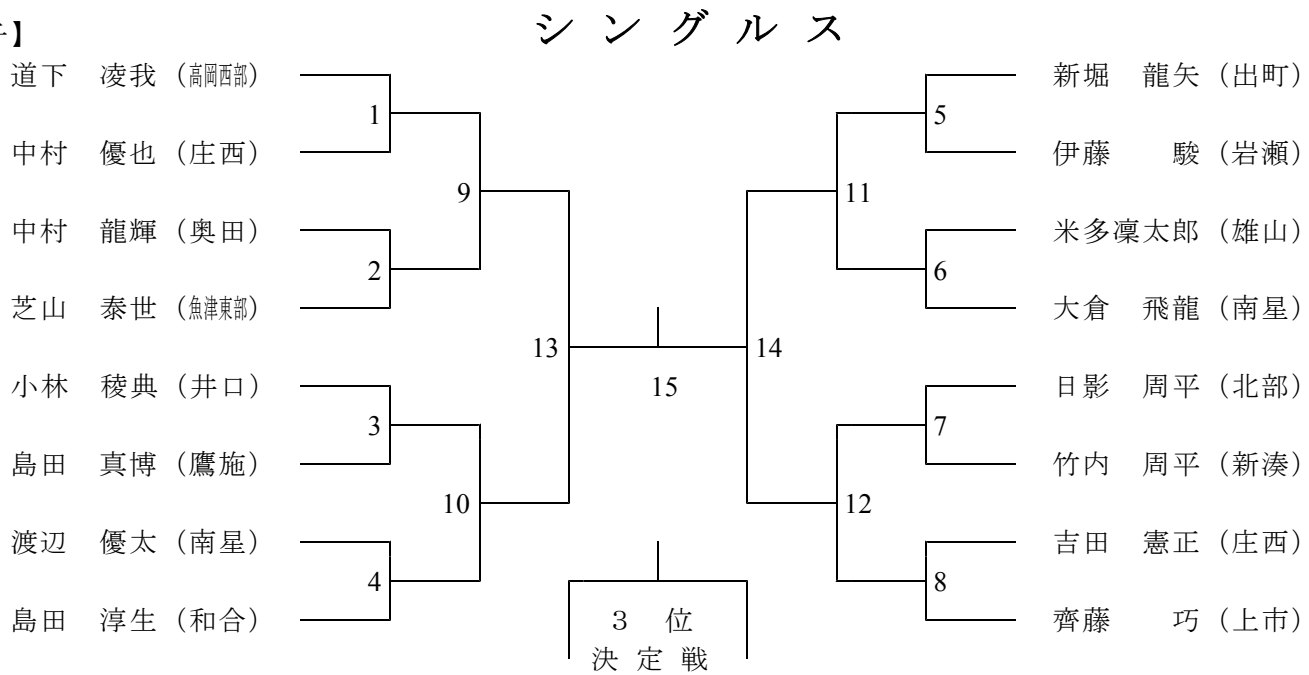 】
シングルス
道下 凌我（高岡西部）
1
中村 優也（庄西）
9
中村 龍輝（奥田）
2
芝山 泰世（魚津東部）
13
小林 稜典（井口）
3
島田 真博（鷹施）
10
渡辺 優太（南星）
4
島田 淳生（和合）
15
3 位
決定戦
新堀 龍矢（出町）
5
伊藤 駿（岩瀬）
11
米多凜太郎（雄山）
6
大倉 飛龍（南星）
14
日影 周平（北部）
7
竹内 周平（新湊）
12
吉田 憲正（庄西）
8
齊藤 巧（上市）